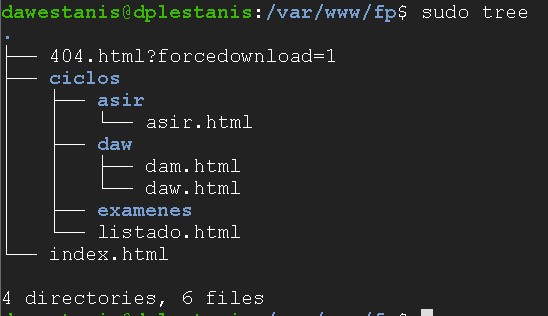 dawestanis@dplestanis:/var/www/fp$ sudo tree
.
├── 404.html?forcedownload=1
├── ciclos
│   ├── asir
│   │   └── asir.html
│   ├── daw
│   │   ├── dam.html
│   │   └── daw.html
│   ├── examenes
│   └── listado.html
└── index.html
4 directories, 6 files